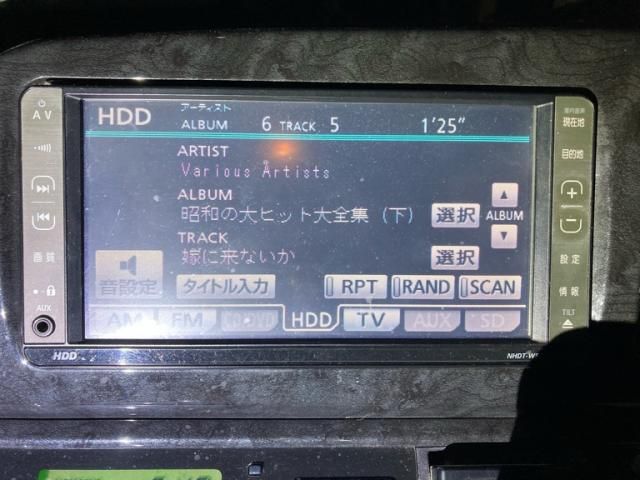 HDD アーティスト
ALBUM 6 TRACK 5 1'25"
ARTIST
Various Artists
ALBUM
昭和の大ヒット大全集 (下) 選択 ALBUM
TRACK
嫁に来ないか 選択
音設定 タイトル入力 RPT RAND SCAN
AM FM HDD TV AUX SD
AV
音質
AUX
現在地
目的地
設定
情報
TILT
HDD